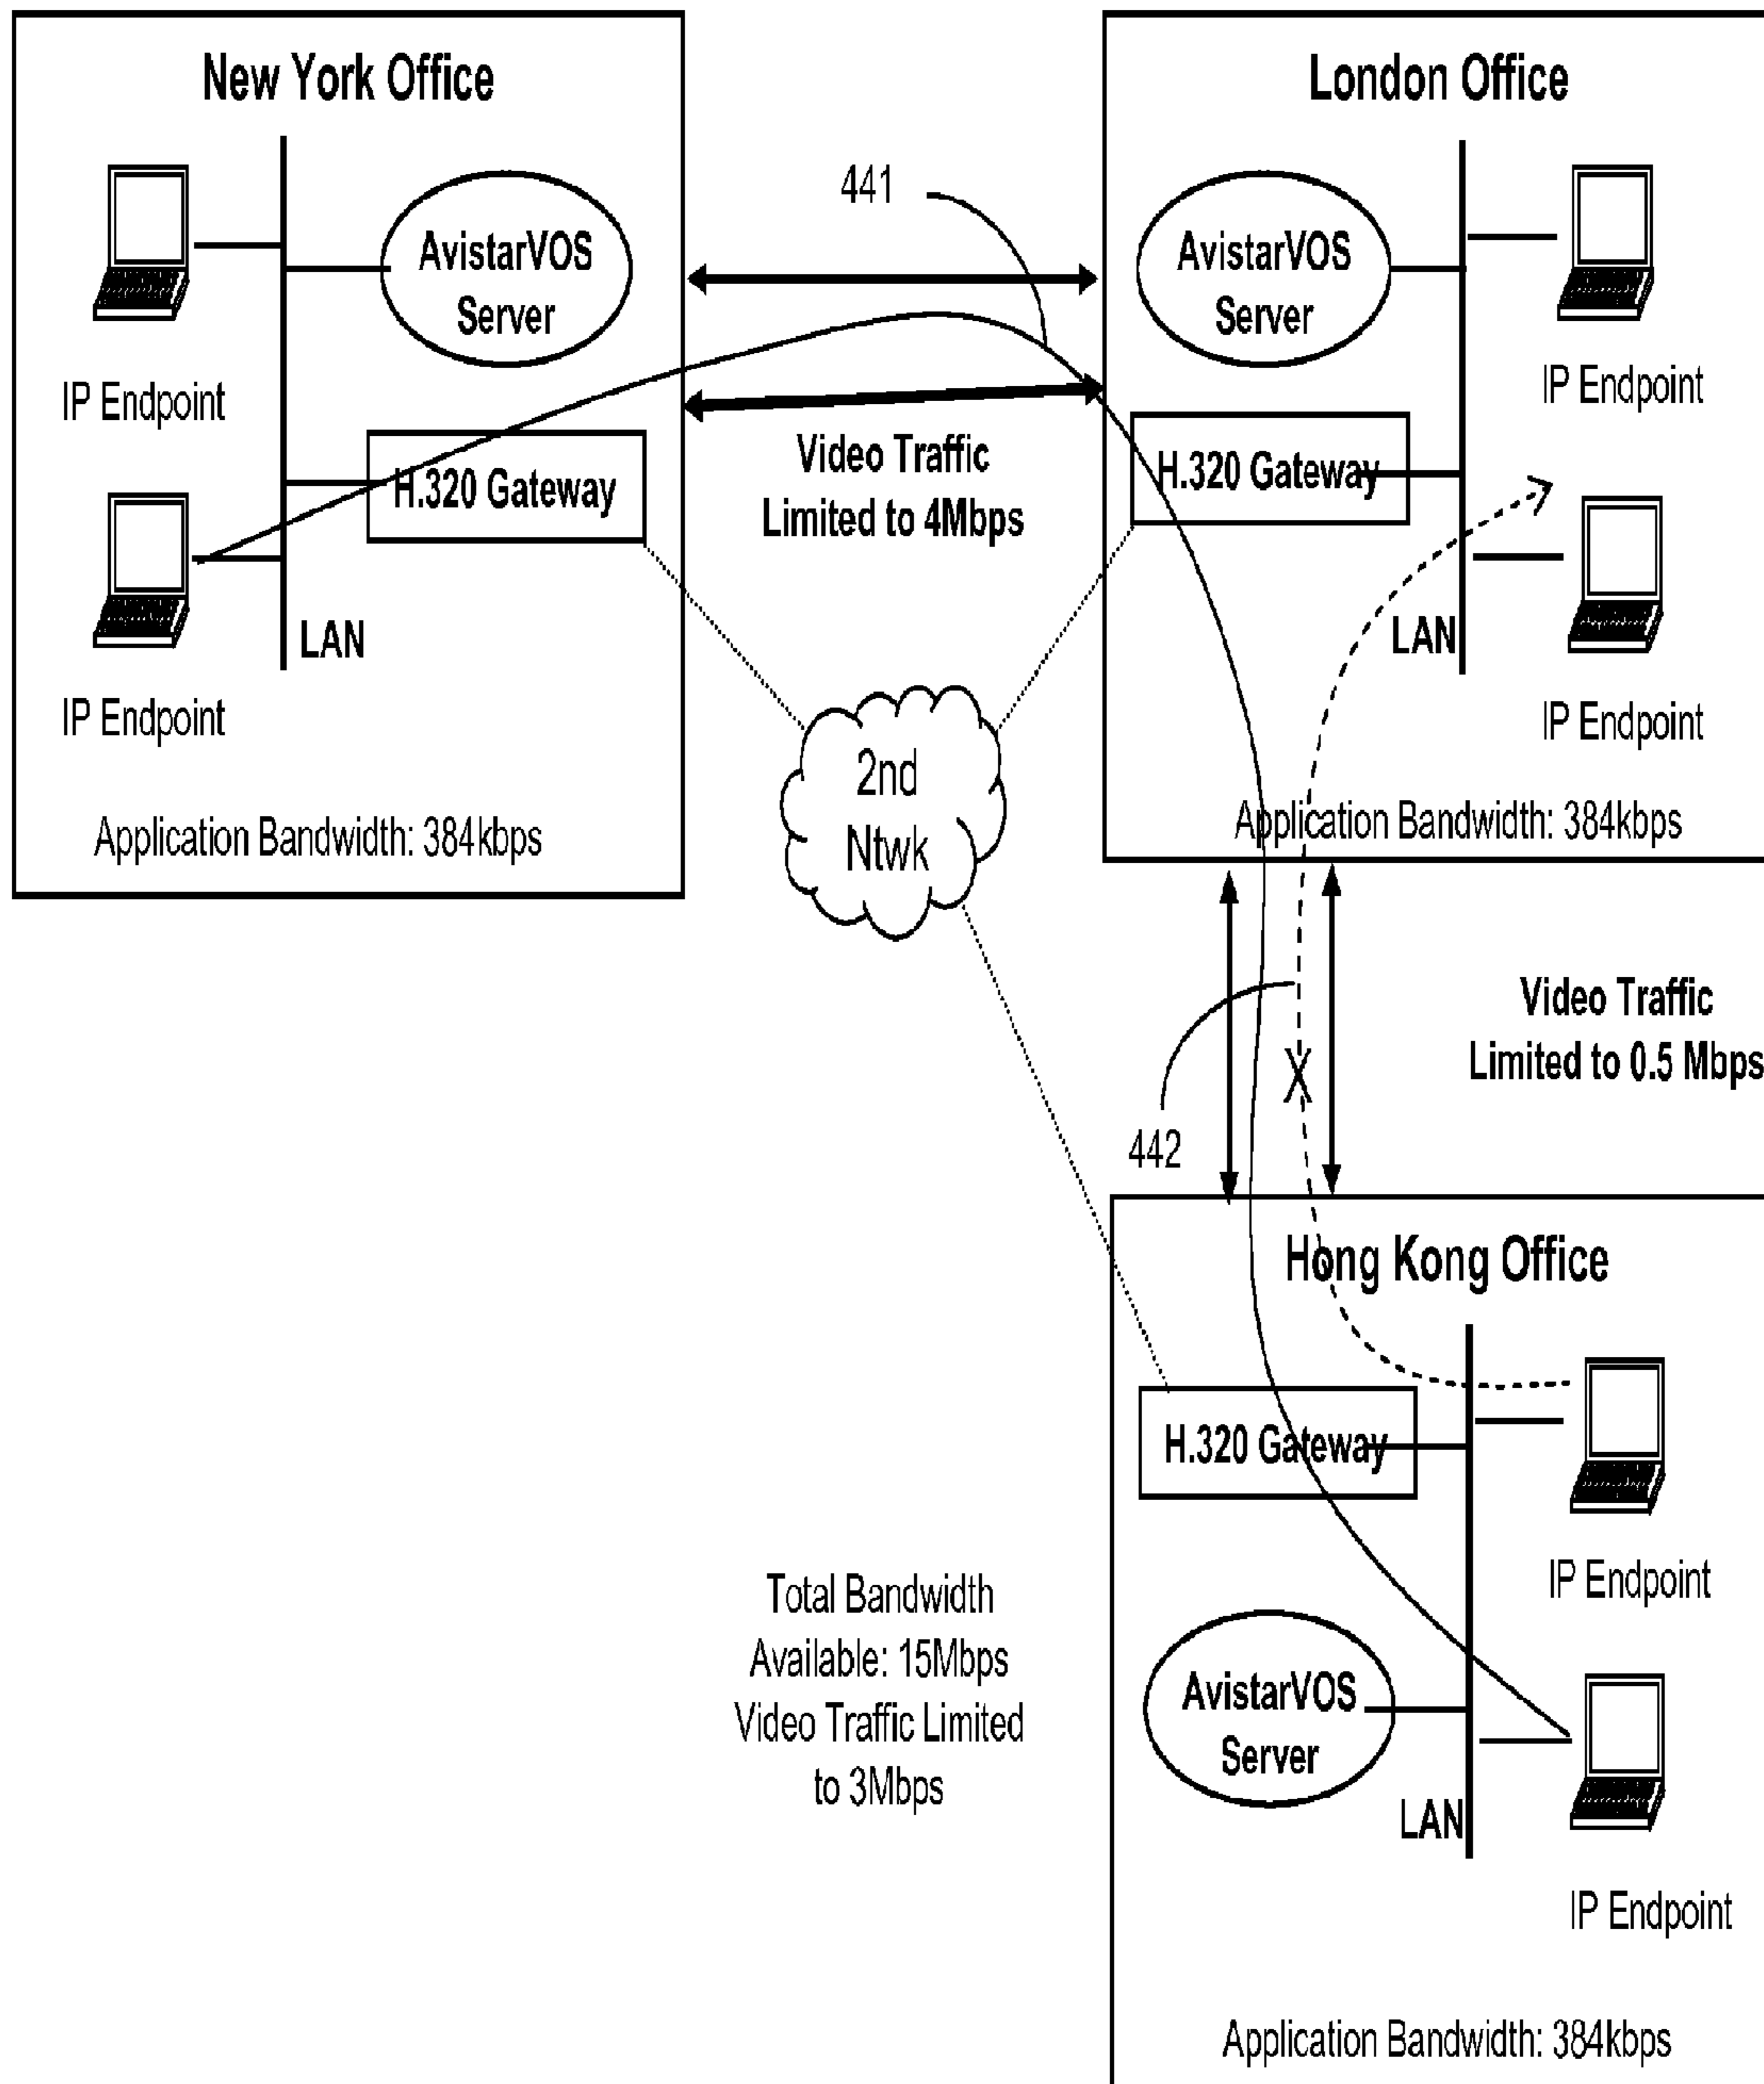 New York Office
AvistarVOS
Server
IP Endpoint
H.320 Gateway
LAN
IP Endpoint
Application Bandwidth: 384kbps
441
Video Traffic
Limited to 4Mbps
London Office
AvistarVOS
Server
IP Endpoint
H.320 Gateway
LAN
IP Endpoint
Application Bandwidth: 384kbps
2nd
Ntwk
Video Traffic
Limited to 0.5 Mbps
X
442
Hong Kong Office
H.320 Gateway
IP Endpoint
AvistarVOS
Server
LAN
IP Endpoint
Application Bandwidth: 384kbps
Total Bandwidth
Available: 15Mbps
Video Traffic Limited
to 3Mbps